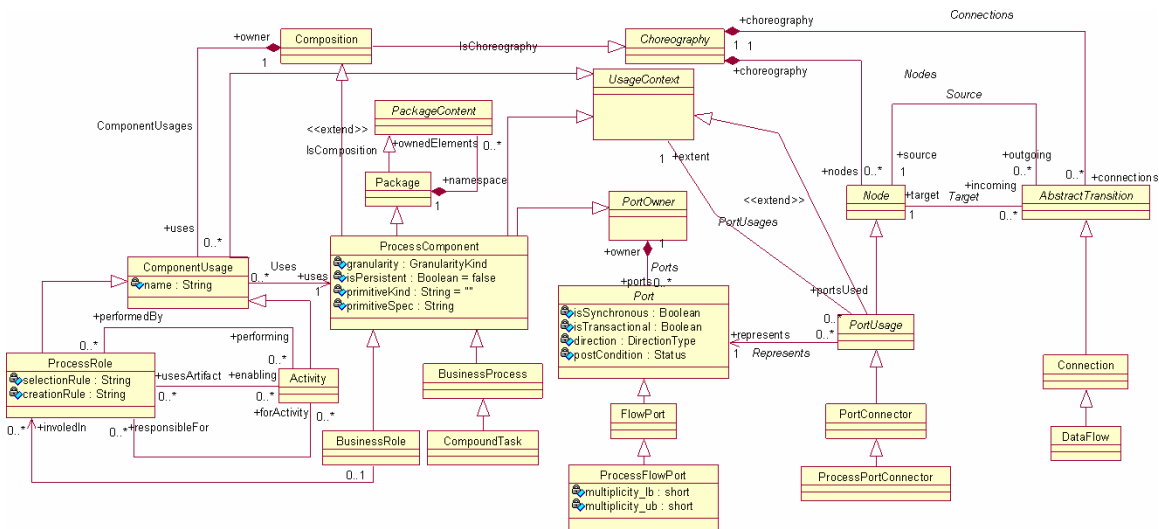 +choreography
Connections
+owner
Composition
Choreography
1
IsChoreography
1
1
+choreography
UsageContext
Nodes
Source
PackageContent
ComponentUsages
<<extend>>
+ownedElements
IsComposition
0..*
1
+extent
+source
+outgoing
+nodes
0..*
1
0..*
0..*
+connections
Package
+namespace
1
Node
+target
+incoming
AbstractTransition
1
Target
0..*
PortOwner
<<extend>>
PortUsages
+uses
0..*
ProcessComponent
granularity : GranularityKind
isPersistent : Boolean = false
primitiveKind : String = ""
primitiveSpec : String
+owner
1
Ports
+ports
0..*
ComponentUsage
name : String
Uses
0..*
+uses
1
Port
isSynchronous : Boolean
isTransactional : Boolean
direction : DirectionType
postCondition : Status
+portsUsed
0..*
0..*
PortUsage
+represents
1
Represents
+performedBy
0..*
+performing
0..*
ProcessRole
selectionRule : String
creationRule : String
+usesArtifact
0..*
+enabling
0..*
Activity
+forActivity
0..*
0..*
+involedIn
0..*
+responsibleFor
BusinessProcess
Connection
BusinessRole
CompoundTask
FlowPort
PortConnector
DataFlow
0..1
ProcessFlowPort
multiplicity_lb : short
multiplicity_ub : short
ProcessPortConnector